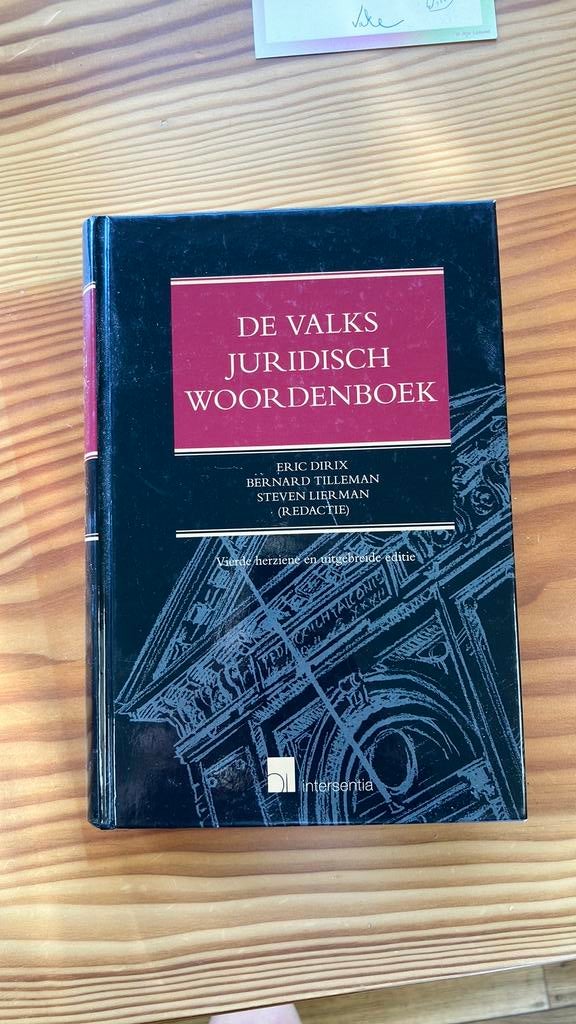 DE VALKS
JURIDISCH
WOORDENBOEK
ERIC DIRIX
BERNARD TILLEMAN
STEVEN LIERMAN
(REDACTIE)
Vierde herziene en uitgebreide editie
intersentia